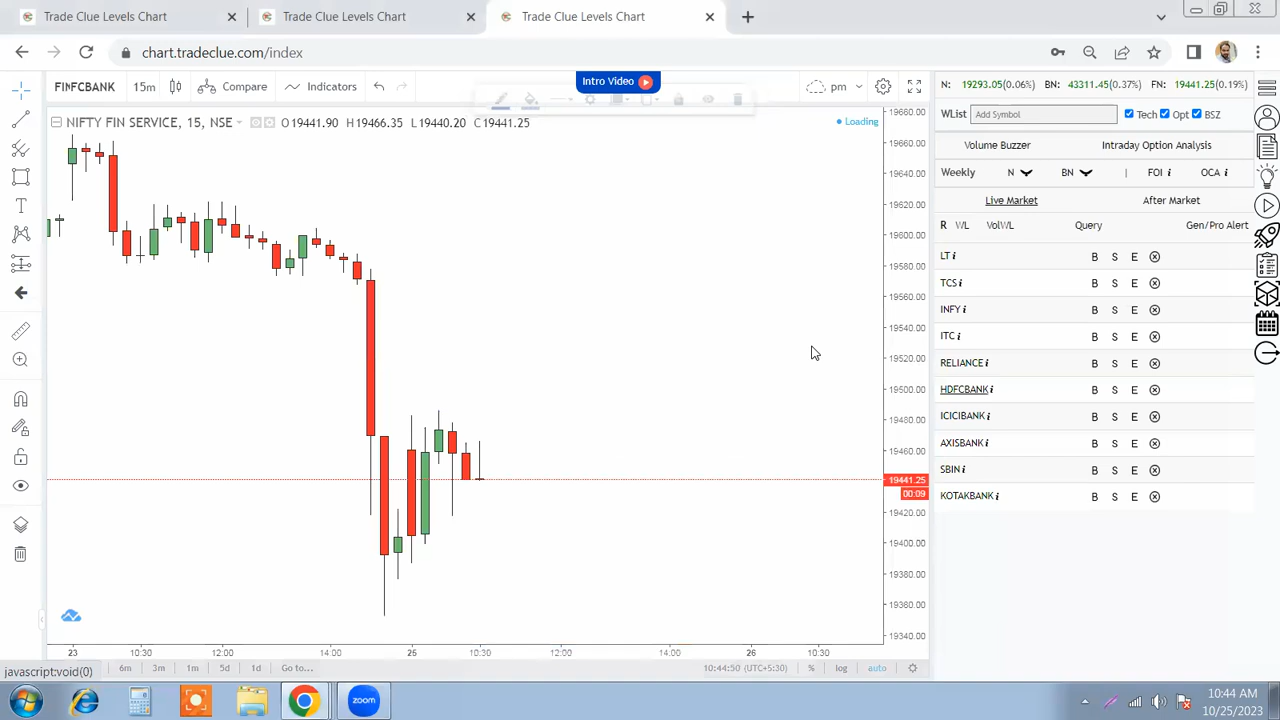 Trade Clue Levels Chart
Trade Clue Levels Chart
Trade Clue Levels Chart
chart.tradeclue.com/index
FINFCBANK 15m Compare Indicators pm
Intro Video
N: 19293.05(0.06%) BN: 43311.45(0.37%) FN: 19441.25(0.19%)
NIFTY FIN SERVICE, 15, NSE O19441.90 H19466.35 L19440.20 C19441.25
Loading
WList Add Symbol Tech Opt BSZ
Volume Buzzer Intraday Option Analysis
Weekly N BN | FOI i OCA i
Live Market After Market
R WL VolWL Query Gen/Pro Alert
LT i B S E
TCS i B S E
INFY i B S E
ITC i B S E
RELIANCE i B S E
HDFCBANK i B S E
ICICIBANK i B S E
AXISBANK i B S E
SBIN i B S E
KOTAKBANK i B S E
19680.00
19660.00
19640.00
19620.00
19600.00
19580.00
19560.00
19540.00
19520.00
19500.00
19480.00
19460.00
19441.25
00:09
19420.00
19400.00
19380.00
19360.00
19340.00
23 10:30 12:00 14:00 25 10:30 12:00 14:00 26 10:30
javascript:void(0)
6m 3m 1m 5d 1d Go to... 10:44:50 (UTC+5:30) % log auto
zoom
10:44 AM
10/25/2023